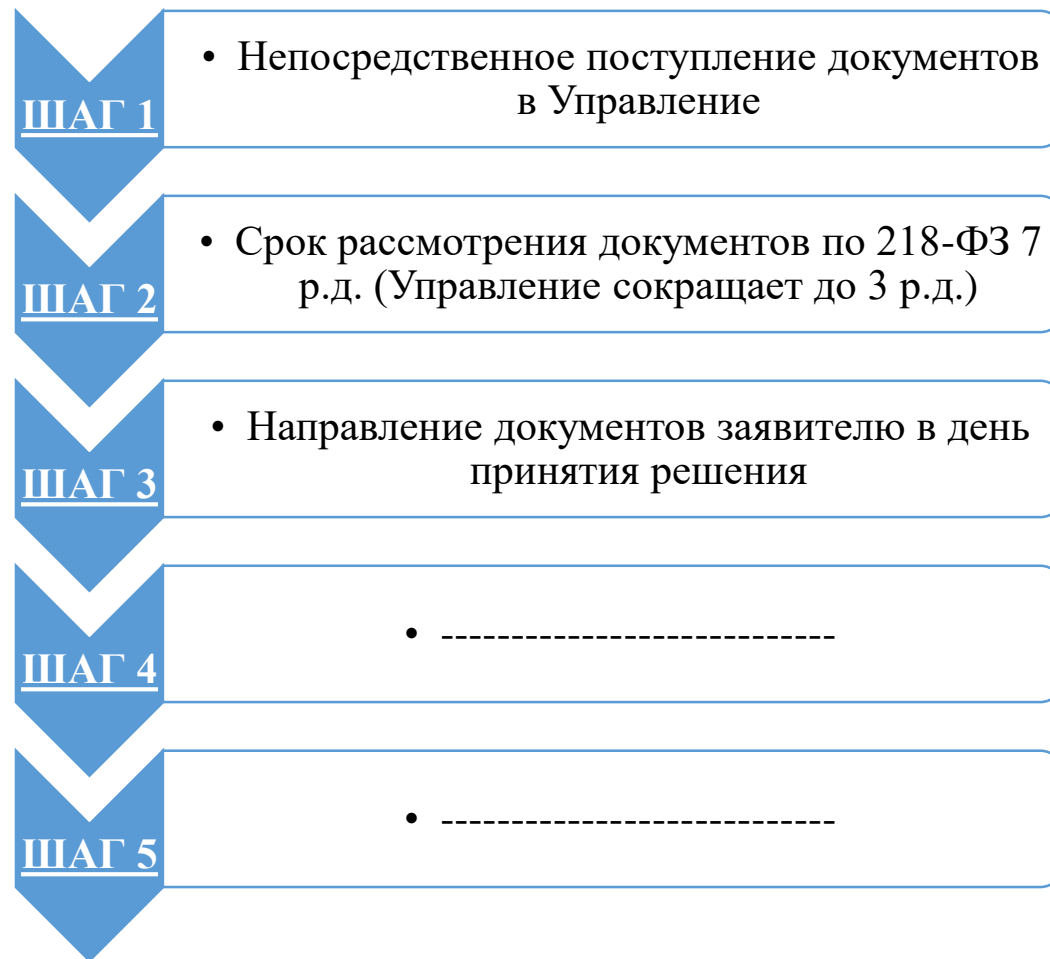 ШАГ 1
• Непосредственное поступление документов
в Управление
ШАГ 2
• Срок рассмотрения документов по 218-ФЗ 7
р.д. (Управление сокращает до 3 р.д.)
ШАГ 3
• Направление документов заявителю в день
принятия решения
ШАГ 4
• ----------------------------
ШАГ 5
• ----------------------------